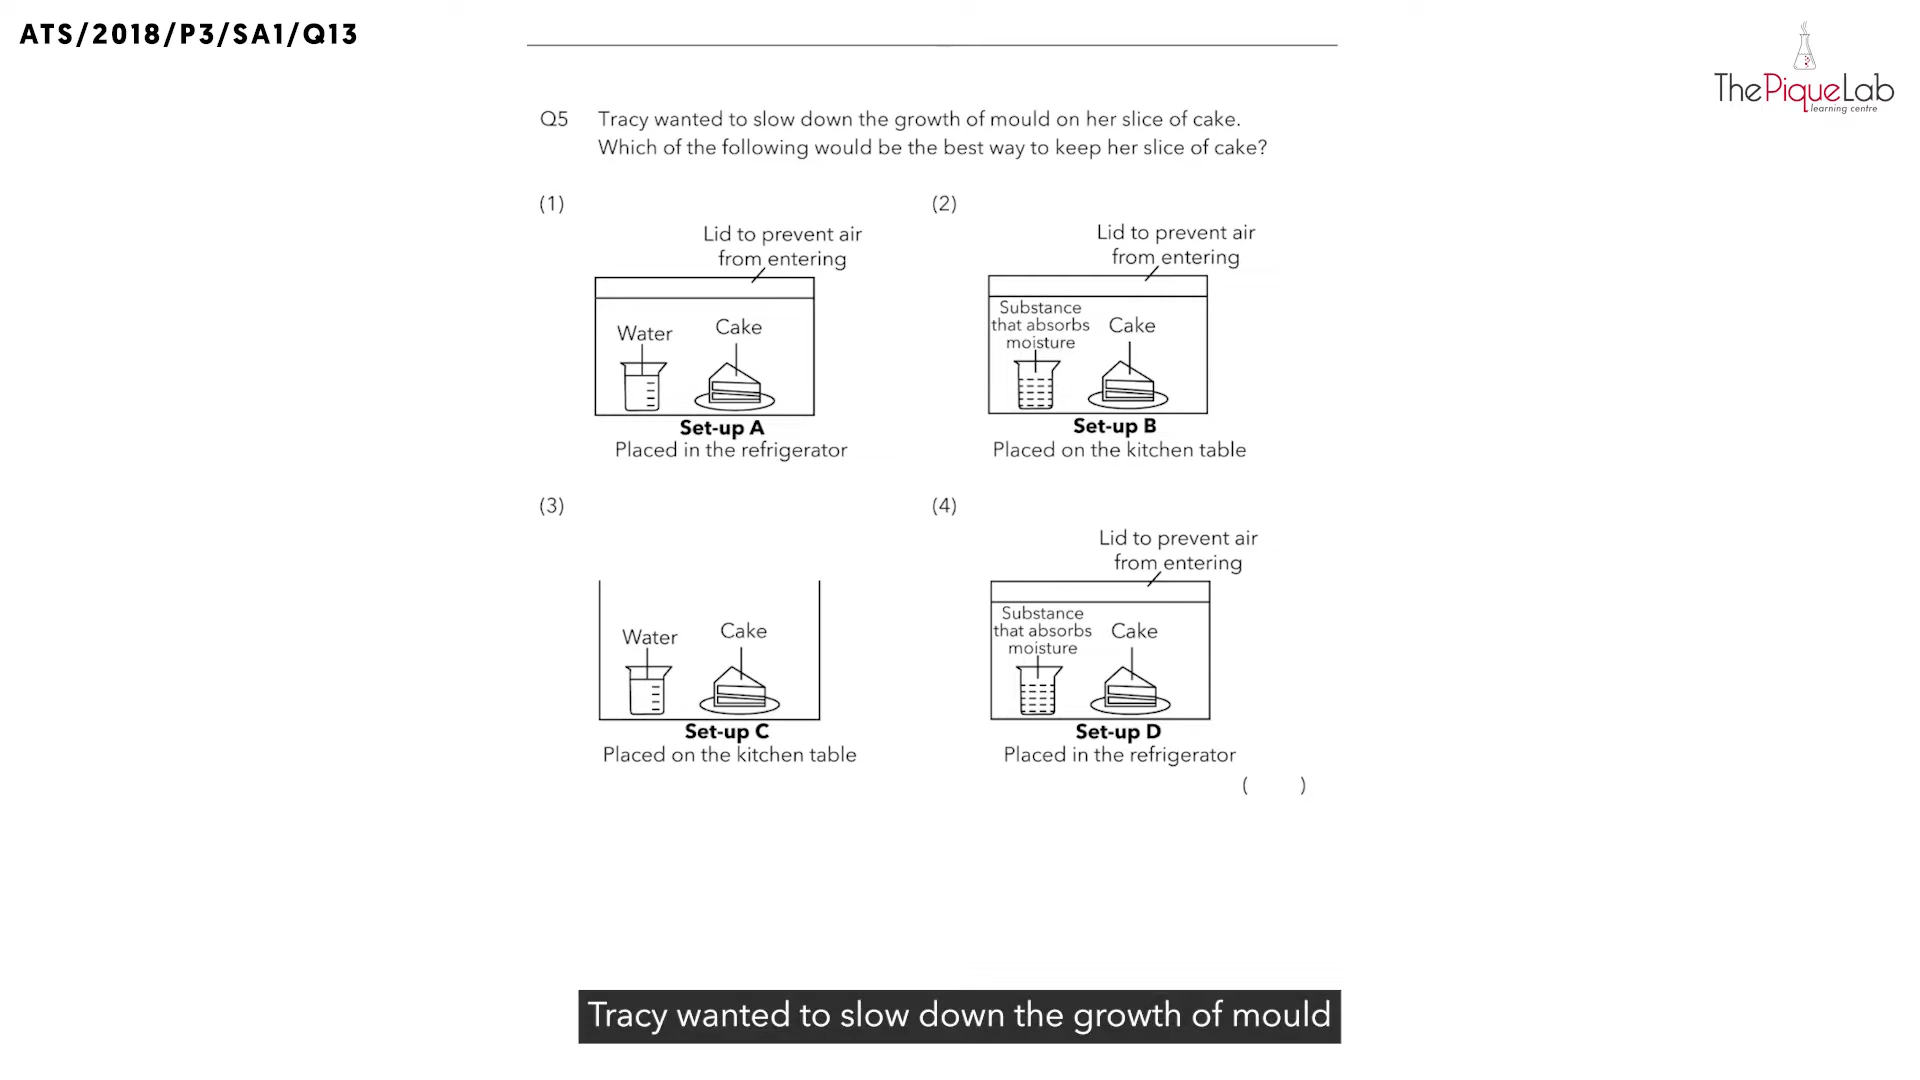 ATS/2018/P3/SA1/Q13
ThePiqueLab
learning centre
Q5 Tracy wanted to slow down the growth of mould on her slice of cake.
Which of the following would be the best way to keep her slice of cake?
(1)
Lid to prevent air
from entering
Water
Cake
Set-up A
Placed in the refrigerator
(2)
Lid to prevent air
from entering
Substance
that absorbs
moisture
Cake
Set-up B
Placed on the kitchen table
(3)
Water
Cake
Set-up C
Placed on the kitchen table
(4)
Lid to prevent air
from entering
Substance
that absorbs
moisture
Cake
Set-up D
Placed in the refrigerator
( )
Tracy wanted to slow down the growth of mould